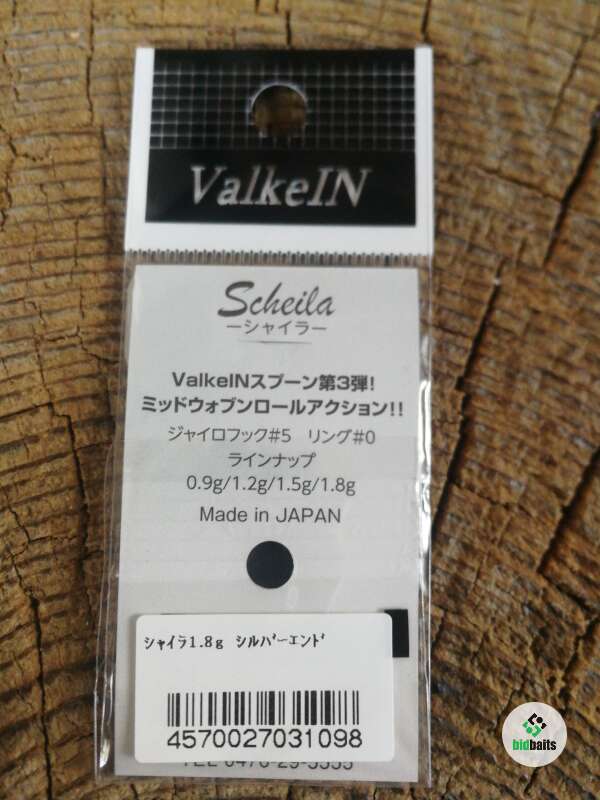 ValkeIN
Scheila
ーシャイラー
ValkeINスプーン第3弾!
ミッドウォブンロールアクション!!
ジャイロフック#5 リング#0
ラインナップ
0.9g/1.2g/1.5g/1.8g
Made in JAPAN
ｼｬｲﾗ1.8g ｼﾙﾊﾞｰｴﾝﾄﾞ
4570027031098
bidbaits